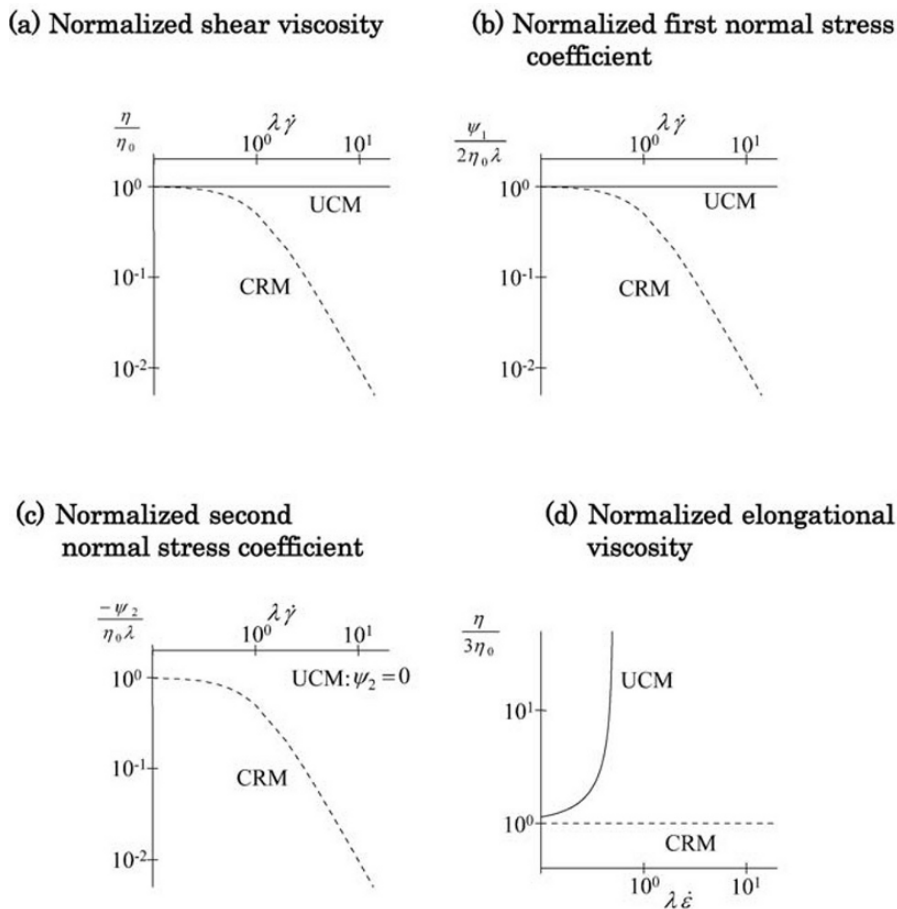 (a) Normalized shear viscosity
η/η₀
λγ̇
10⁰ 10¹
10⁰
10⁻¹
10⁻²
UCM
CRM
(b) Normalized first normal stress
coefficient
ψ₁/2η₀λ
λγ̇
10⁰ 10¹
10⁰
10⁻¹
10⁻²
UCM
CRM
(c) Normalized second
normal stress coefficient
−ψ₂/η₀λ
λγ̇
10⁰ 10¹
10⁰
10⁻¹
10⁻²
UCM:ψ₂=0
CRM
(d) Normalized elongational
viscosity
η/3η₀
10¹
10⁰
UCM
CRM
10⁰ 10¹
λε̇